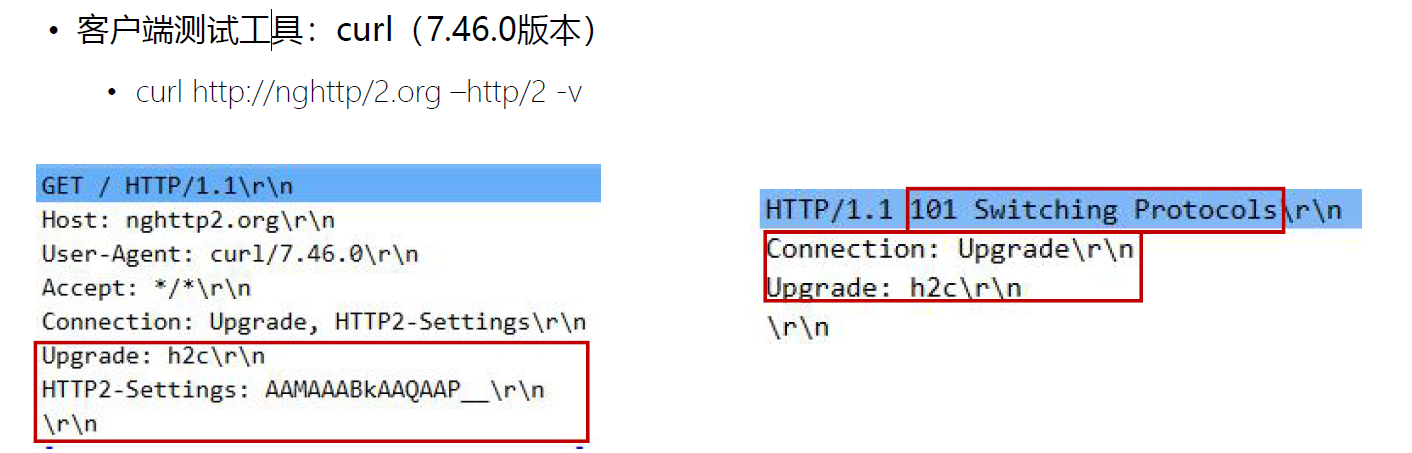 • 客户端测试工具：curl（7.46.0版本）
• curl http://nghttp/2.org –http/2 -v
GET / HTTP/1.1\r\n
Host: nghttp2.org\r\n
User-Agent: curl/7.46.0\r\n
Accept: */*\r\n
Connection: Upgrade, HTTP2-Settings\r\n
Upgrade: h2c\r\n
HTTP2-Settings: AAMAAABkAAQAAP__\r\n
\r\n
HTTP/1.1 101 Switching Protocols\r\n
Connection: Upgrade\r\n
Upgrade: h2c\r\n
\r\n